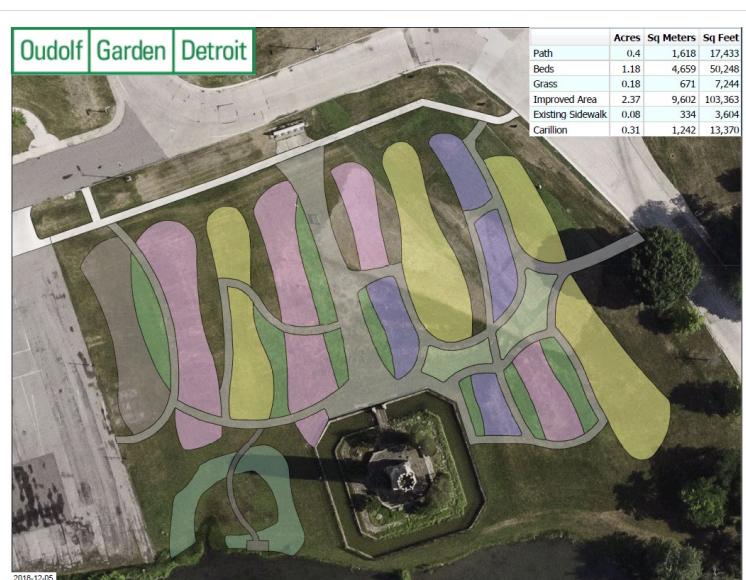 Oudolf Garden Detroit
Acres Sq Meters Sq Feet
Path 0.4 1,618 17,433
Beds 1.18 4,659 50,248
Grass 0.18 671 7,244
Improved Area 2.37 9,602 103,363
Existing Sidewalk 0.08 334 3,604
Carillion 0.31 1,242 13,370
2018-12-05